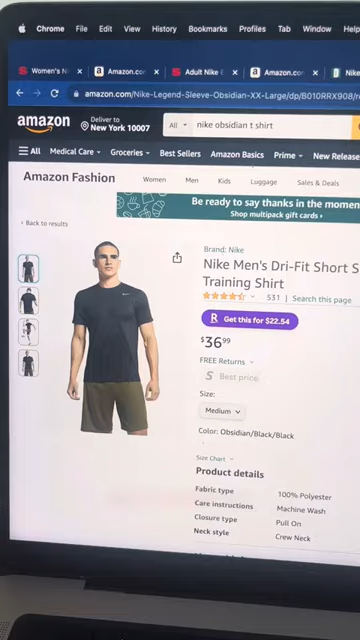 Chrome File Edit View History Bookmarks Profiles Tab Window
Women's Amazon.co Adult Nike Amazon.co Nike
amazon.com/Nike-Legend-Sleeve-Obsidian-XX-Large/dp/B010RRX908/
amazon
Deliver to
New York 10007
All nike obsidian t shirt
All Medical Care Groceries Best Sellers Amazon Basics Prime New Release
Amazon Fashion Women Men Kids Luggage Sales & Deals
Be ready to say thanks in the momen
Shop multipack gift cards ›
‹ Back to results
Brand: Nike
Nike Men's Dri-Fit Short S
Training Shirt
531 | Search this page
Get this for $22.54
$36 99
FREE Returns
S Best price
Size:
Medium
Color: Obsidian/Black/Black
Size Chart
Product details
Fabric type 100% Polyester
Care instructions Machine Wash
Closure type Pull On
Neck style Crew Neck